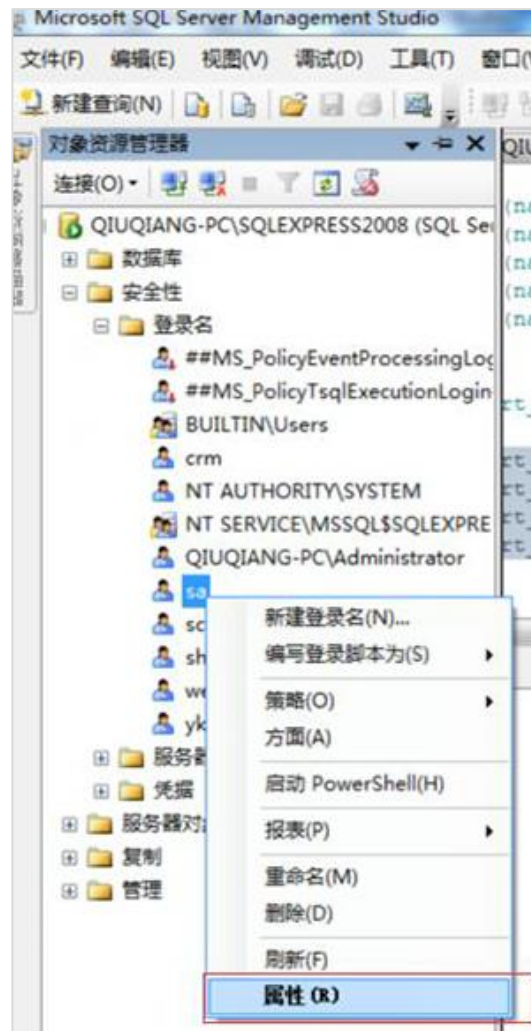 Microsoft SQL Server Management Studio
文件(F) 编辑(E) 视图(V) 调试(D) 工具(T) 窗口(
新建查询(N)
对象资源管理器
连接(O)
QIUQIANG-PC\SQLEXPRESS2008 (SQL Se
数据库
安全性
登录名
##MS_PolicyEventProcessingLog
##MS_PolicyTsqlExecutionLogin
BUILTIN\Users
crm
NT AUTHORITY\SYSTEM
NT SERVICE\MSSQL$SQLEXPRE
QIUQIANG-PC\Administrator
sa
sc
sh
we
yk
服务器
凭据
服务器对
复制
管理
新建登录名(N)...
编写登录脚本为(S)
策略(O)
方面(A)
启动 PowerShell(H)
报表(P)
重命名(M)
删除(D)
刷新(F)
属性(R)